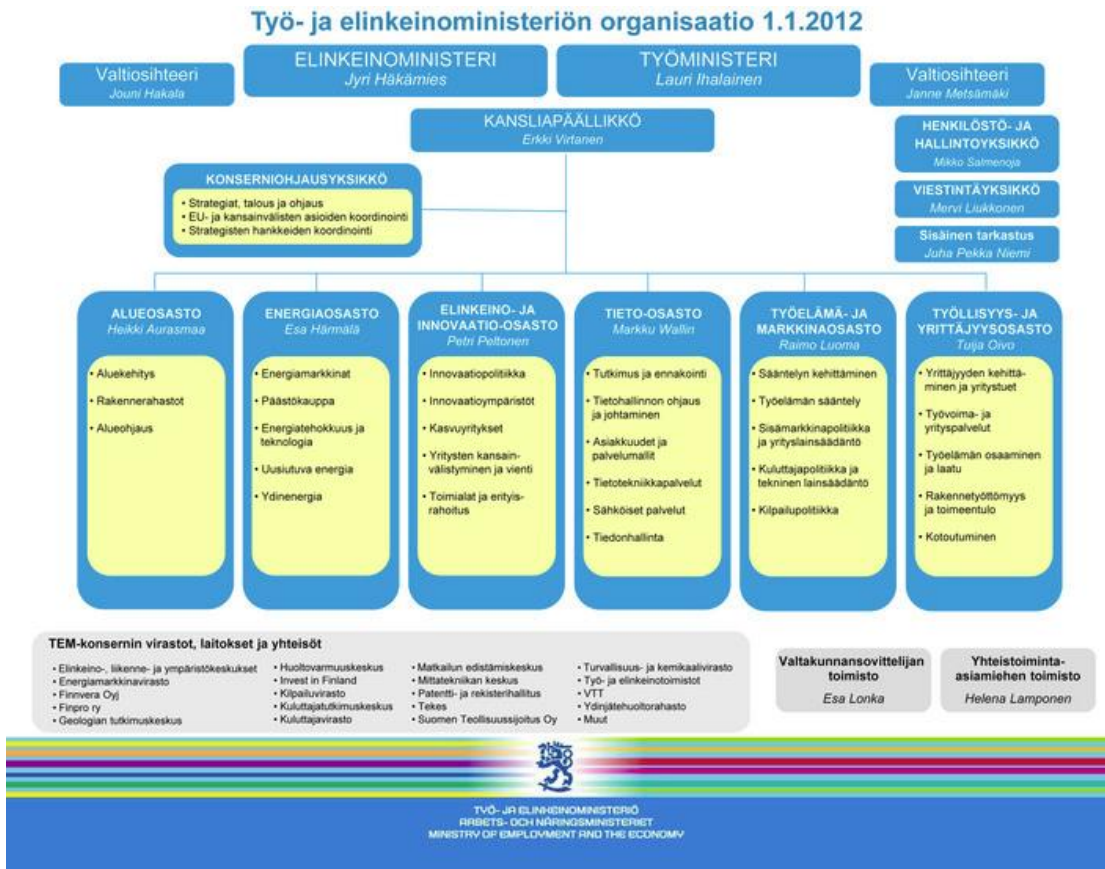 Työ- ja elinkeinoministeriön organisaatio 1.1.2012
Valtiosihteeri
Jouni Hakala
ELINKEINOMINISTERI
Jyri Häkämies
TYÖMINISTERI
Lauri Ihalainen
Valtiosihteeri
Janne Metsämäki
KANSLIAPÄÄLLIKKÖ
Erkki Virtanen
HENKILÖSTÖ- JA
HALLINTOYKSIKKÖ
Mikko Salmenoja
VIESTINTÄYKSIKKÖ
Mervi Liukkonen
Sisäinen tarkastus
Juha Pekka Niemi
KONSERNIOHJAUSYKSIKKÖ
• Strategiat, talous ja ohjaus
• EU- ja kansainvälisten asioiden koordinointi
• Strategisten hankkeiden koordinointi
ALUEOSASTO
Heikki Aurasmaa
• Aluekehitys
• Rakennerahastot
• Alueohjaus
ENERGIAOSASTO
Esa Härmälä
• Energiamarkkinat
• Päästökauppa
• Energiatehokkuus ja
teknologia
• Uusiutuva energia
• Ydinenergia
ELINKEINO- JA
INNOVAATIO-OSASTO
Petri Peltonen
• Innovaatiopolitiikka
• Innovaatioympäristöt
• Kasvuyritykset
• Yritysten kansain-
välistyminen ja vienti
• Toimialat ja erityis-
rahoitus
TIETO-OSASTO
Markku Wallin
• Tutkimus ja ennakointi
• Tietohallinnon ohjaus
ja johtaminen
• Asiakkuudet ja
palvelumallit
• Tietotekniikkapalvelut
• Sähköiset palvelut
• Tiedonhallinta
TYÖELÄMÄ- JA
MARKKINAOSASTO
Raimo Luoma
• Sääntelyn kehittäminen
• Työelämän sääntely
• Sisämarkkinapolitiikka
ja yrityslainsäädäntö
• Kuluttajapolitiikka ja
tekninen lainsäädäntö
• Kilpailupolitiikka
TYÖLLISYYS- JA
YRITTÄJYYSOSASTO
Tuija Oivo
• Yrittäjyyden kehittä-
minen ja yritystuet
• Työvoima- ja
yrityspalvelut
• Työelämän osaaminen
ja laatu
• Rakennetyöttömyys
ja toimeentulo
• Kotoutuminen
TEM-konsernin virastot, laitokset ja yhteisöt
• Elinkeino-, liikenne- ja ympäristökeskukset
• Energiamarkkinavirasto
• Finnvera Oyj
• Finpro ry
• Geologian tutkimuskeskus
• Huoltovarmuuskeskus
• Invest in Finland
• Kilpailuvirasto
• Kuluttajatutkimuskeskus
• Kuluttajavirasto
• Matkailun edistämiskeskus
• Mittatekniikan keskus
• Patentti- ja rekisterihallitus
• Tekes
• Suomen Teollisuussijoitus Oy
• Turvallisuus- ja kemikaalivirasto
• Työ- ja elinkeinotoimistot
• VTT
• Ydinjätehuoltorahasto
• Muut
Valtakunnansovittelijan
toimisto
Esa Lonka
Yhteistoiminta-
asiamiehen toimisto
Helena Lamponen
TYÖ- JA ELINKEINOMINISTERIÖ
ARBETS- OCH NÄRINGSMINISTERIET
MINISTRY OF EMPLOYMENT AND THE ECONOMY